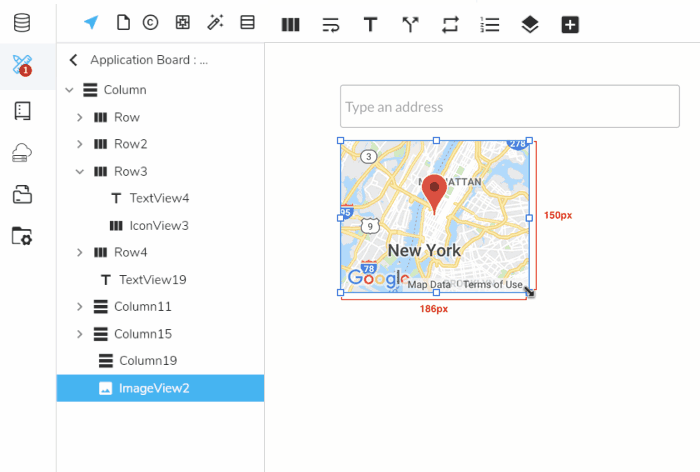 1
Application Board : ...
Column
Row
Row2
Row3
TextView4
IconView3
Row4
TextView19
Column11
Column15
Column19
ImageView2
Type an address
278
3
MANHATTAN
95
9
New York
78
Google
Map Data
Terms of Use
150px
186px